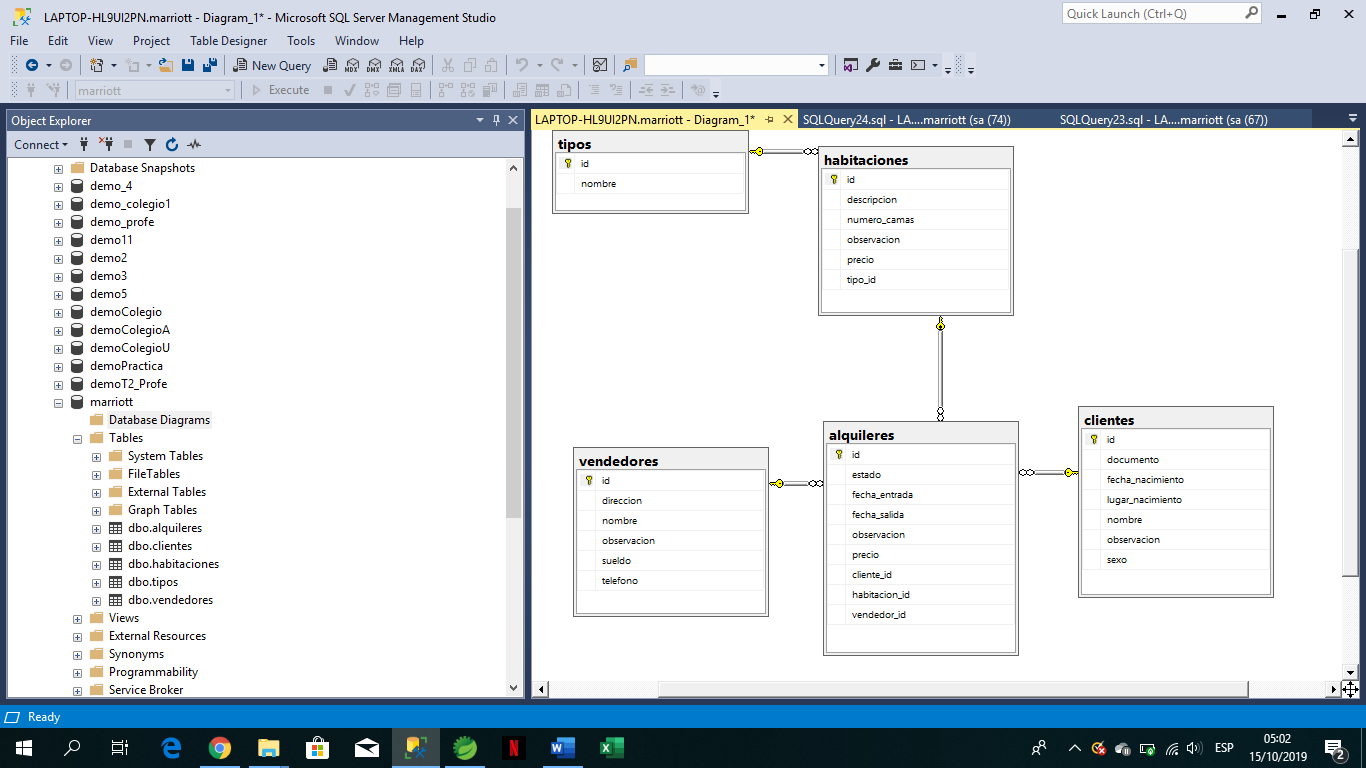 LAPTOP-HL9UI2PN.marriott - Diagram_1* - Microsoft SQL Server Management Studio
Quick Launch (Ctrl+Q)
File Edit View Project Table Designer Tools Window Help
New Query MDX DMX XMLA DAX
marriott Execute
Object Explorer
Connect
Database Snapshots
demo_4
demo_colegio1
demo_profe
demo11
demo2
demo3
demo5
demoColegio
demoColegioA
demoColegioU
demoPractica
demoT2_Profe
marriott
Database Diagrams
Tables
System Tables
FileTables
External Tables
Graph Tables
dbo.alquileres
dbo.clientes
dbo.habitaciones
dbo.tipos
dbo.vendedores
Views
External Resources
Synonyms
Programmability
Service Broker
LAPTOP-HL9UI2PN.marriott - Diagram_1*
SQLQuery24.sql - LA....marriott (sa (74))
SQLQuery23.sql - LA....marriott (sa (67))
tipos
id
nombre
habitaciones
id
descripcion
numero_camas
observacion
precio
tipo_id
vendedores
id
direccion
nombre
observacion
sueldo
telefono
alquileres
id
estado
fecha_entrada
fecha_salida
observacion
precio
cliente_id
habitacion_id
vendedor_id
clientes
id
documento
fecha_nacimiento
lugar_nacimiento
nombre
observacion
sexo
Ready
ESP
05:02
15/10/2019
2